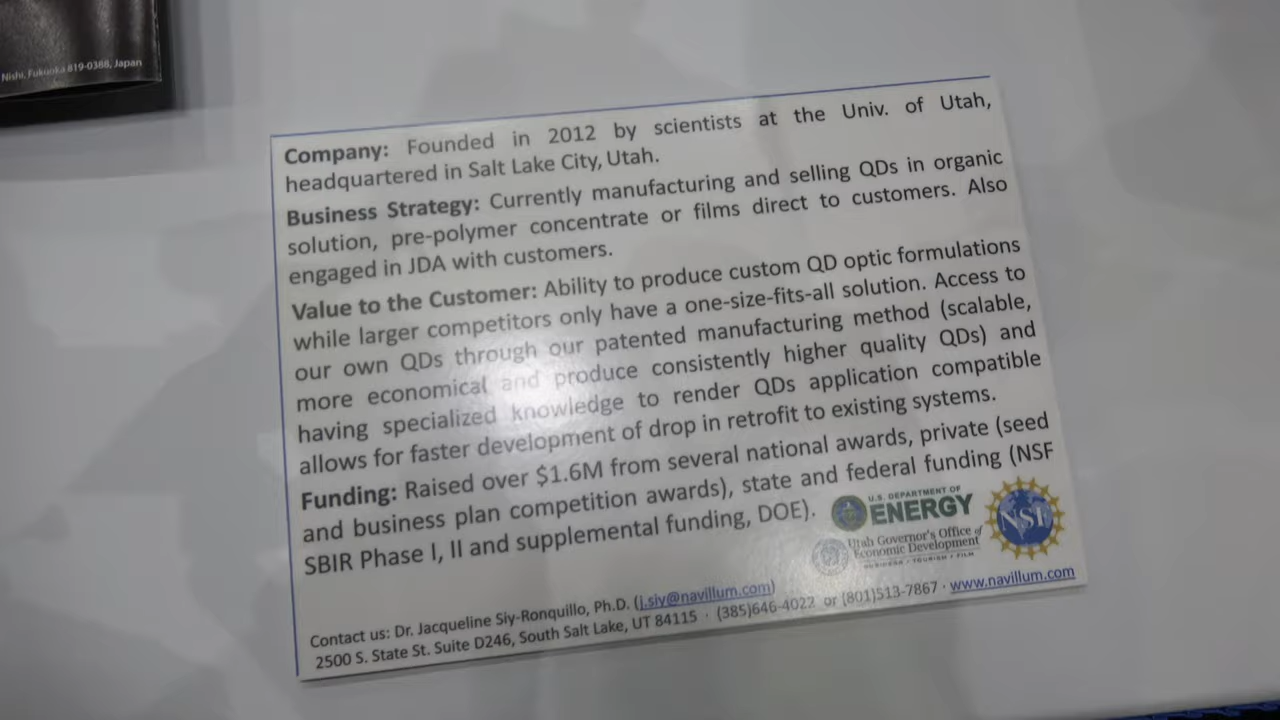 Nishi, Fukuoka 819-0388, Japan
Company: Founded in 2012 by scientists at the Univ. of Utah,
headquartered in Salt Lake City, Utah.
Business Strategy: Currently manufacturing and selling QDs in organic
solution, pre-polymer concentrate or films direct to customers. Also
engaged in JDA with customers.
Value to the Customer: Ability to produce custom QD optic formulations
while larger competitors only have a one-size-fits-all solution. Access to
our own QDs through our patented manufacturing method (scalable,
more economical and produce consistently higher quality QDs) and
having specialized knowledge to render QDs application compatible
allows for faster development of drop in retrofit to existing systems.
Funding: Raised over $1.6M from several national awards, private (seed
and business plan competition awards), state and federal funding (NSF
SBIR Phase I, II and supplemental funding, DOE).
U.S. DEPARTMENT OF
ENERGY
NSF
Utah Governor's Office of
Economic Development
BUSINESS / TOURISM / FILM
Contact us: Dr. Jacqueline Siy-Ronquillo, Ph.D. (j.siy@navillum.com)
2500 S. State St. Suite D246, South Salt Lake, UT 84115 · (385)646-4022 or (801)513-7867 · www.navillum.com